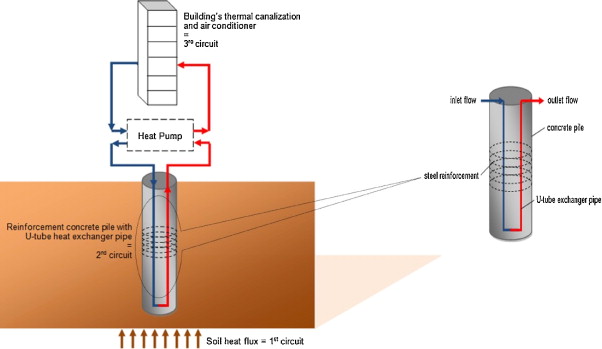 Building's thermal canalization
and air conditioner
=
3rd circuit
Heat Pump
Reinforcement concrete pile with
U-tube heat exchanger pipe
=
2nd circuit
Soil heat flux = 1st circuit
inlet flow
outlet flow
concrete pile
steel reinforcement
U-tube exchanger pipe